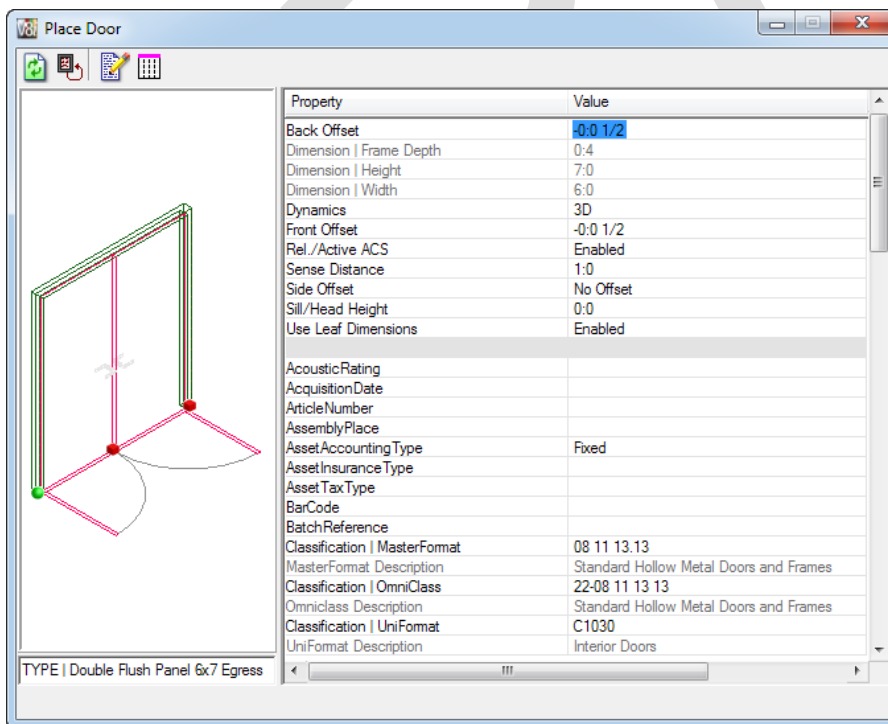 Place Door
Property Value
Back Offset -0:0 1/2
Dimension | Frame Depth 0:4
Dimension | Height 7:0
Dimension | Width 6:0
Dynamics 3D
Front Offset -0:0 1/2
Rel./Active ACS Enabled
Sense Distance 1:0
Side Offset No Offset
Sill/Head Height 0:0
Use Leaf Dimensions Enabled
AcousticRating
AcquisitionDate
ArticleNumber
AssemblyPlace
AssetAccountingType Fixed
AssetInsuranceType
AssetTaxType
BarCode
BatchReference
Classification | MasterFormat 08 11 13.13
MasterFormat Description Standard Hollow Metal Doors and Frames
Classification | OmniClass 22-08 11 13 13
Omniclass Description Standard Hollow Metal Doors and Frames
Classification | UniFormat C1030
UniFormat Description Interior Doors
TYPE | Double Flush Panel 6x7 Egress